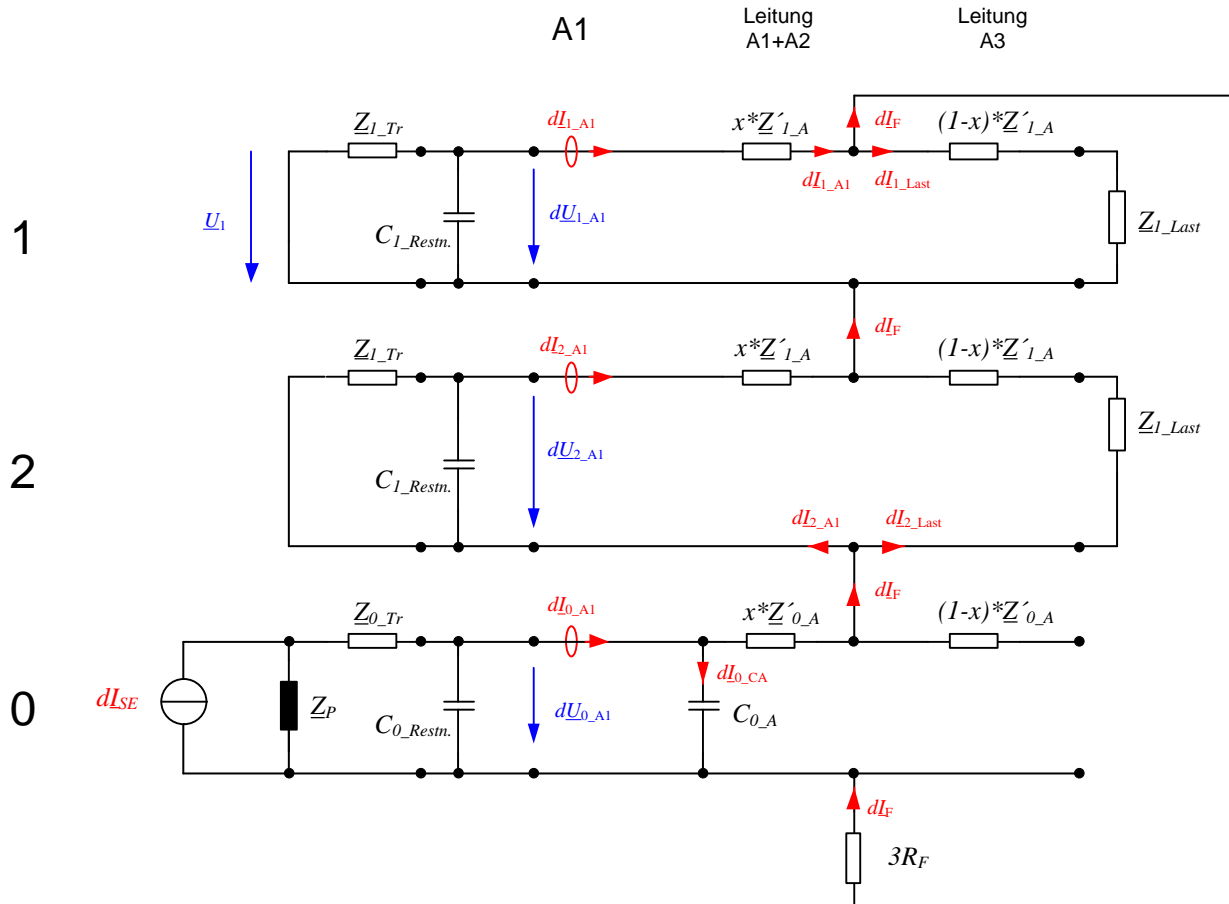 A1
Leitung
A1+A2
Leitung
A3
1
Z1_Tr
dI1_A1
x*Z´1_A
dIF
(1-x)*Z´1_A
dI1_A1
dI1_Last
U1
C1_Restn.
dU1_A1
Z1_Last
dIF
2
Z1_Tr
dI2_A1
x*Z´1_A
(1-x)*Z´1_A
Z1_Last
C1_Restn.
dU2_A1
dI2_A1
dI2_Last
dIF
0
Z0_Tr
dI0_A1
x*Z´0_A
(1-x)*Z´0_A
dI0_CA
dISE
ZP
C0_Restn.
dU0_A1
C0_A
dIF
3RF